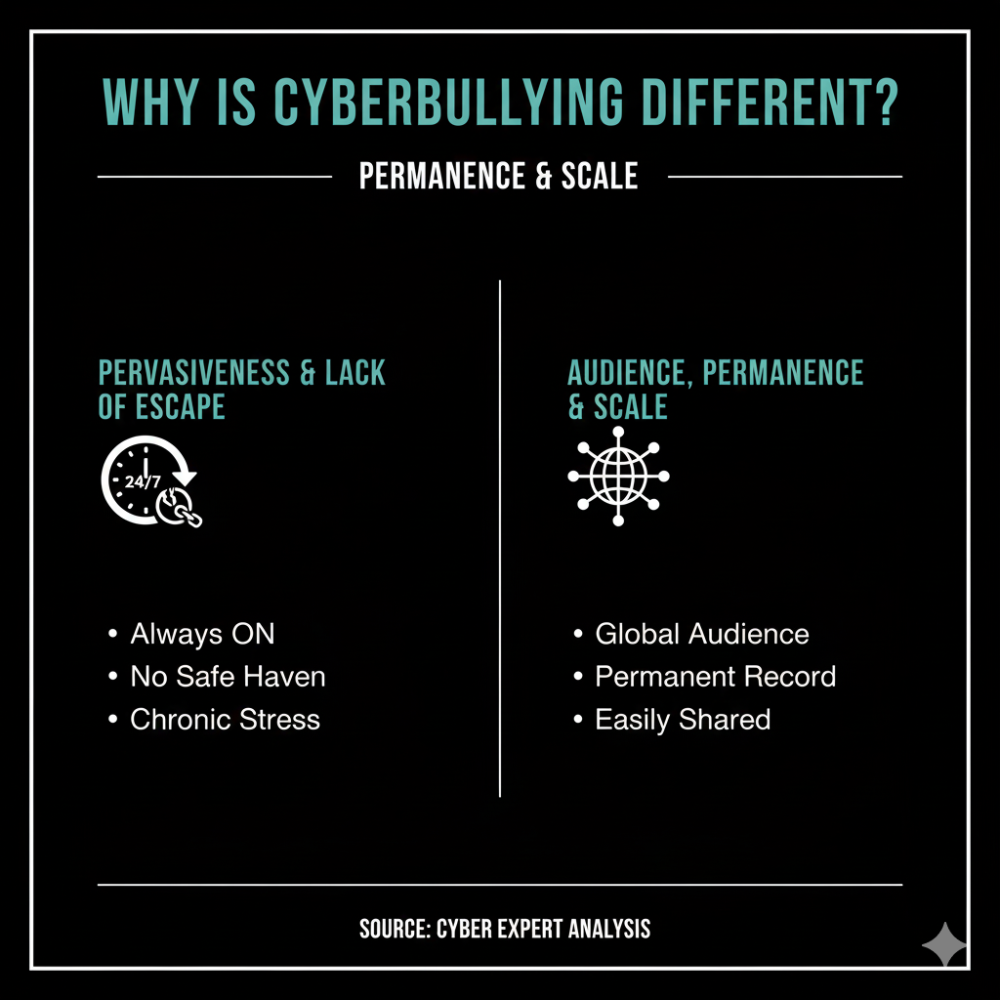 WHY IS CYBERBULLYING DIFFERENT?
PERMANENCE & SCALE
PERVASIVENESS & LACK
OF ESCAPE
24/7
• Always ON
• No Safe Haven
• Chronic Stress
AUDIENCE, PERMANENCE
& SCALE
• Global Audience
• Permanent Record
• Easily Shared
SOURCE: CYBER EXPERT ANALYSIS